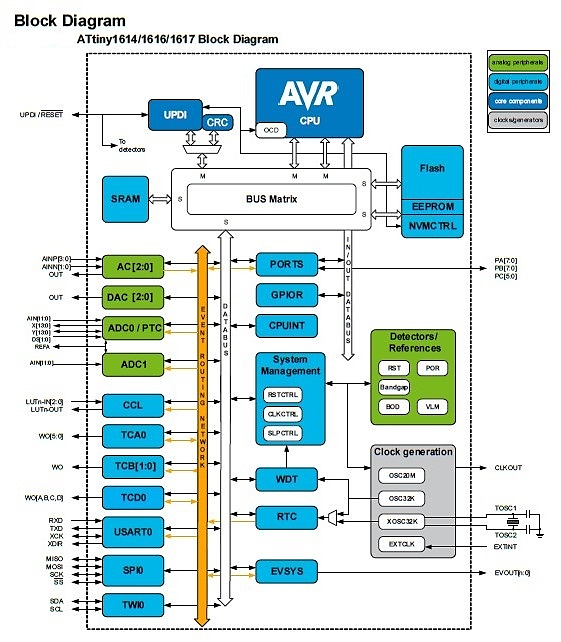 Block Diagram
ATtiny1614/1616/1617 Block Diagram
analog peripherals
digital peripherals
core components
clocks/generators
UPDI / RESET
To
detectors
UPDI
CRC
AVR
CPU
OCD
M
M
M
BUS Matrix
S
S
S
S
SRAM
Flash
EEPROM
NVMCTRL
AINP[3:0]
AINN[1:0]
OUT
AC[2:0]
OUT
DAC [2:0]
AIN[11:0]
X[13:0]
Y[13:0]
DS[1:0]
REFA
ADC0 / PTC
AIN[11:0]
ADC1
LUTn-IN[2:0]
LUTn-OUT
CCL
WO[5:0]
TCA0
WO
TCB[1:0]
WO[A,B,C,D]
TCD0
RXD
TXD
XCK
XDIR
USART0
MISO
MOSI
SCK
SS
SPI0
SDA
SCL
TWI0
EVENT ROUTING NETWORK
DATABUS
IN/OUT DATABUS
PORTS
PA[7:0]
PB[7:0]
PC[5:0]
GPIOR
CPUINT
System
Management
RSTCTRL
CLKCTRL
SLPCTRL
WDT
RTC
EVSYS
Detectors/
References
RST
POR
Bandgap
BOD
VLM
Clock generation
OSC20M
OSC32K
XOSC32K
EXTCLK
CLKOUT
TOSC1
TOSC2
EXTINT
EVOUT[n:0]